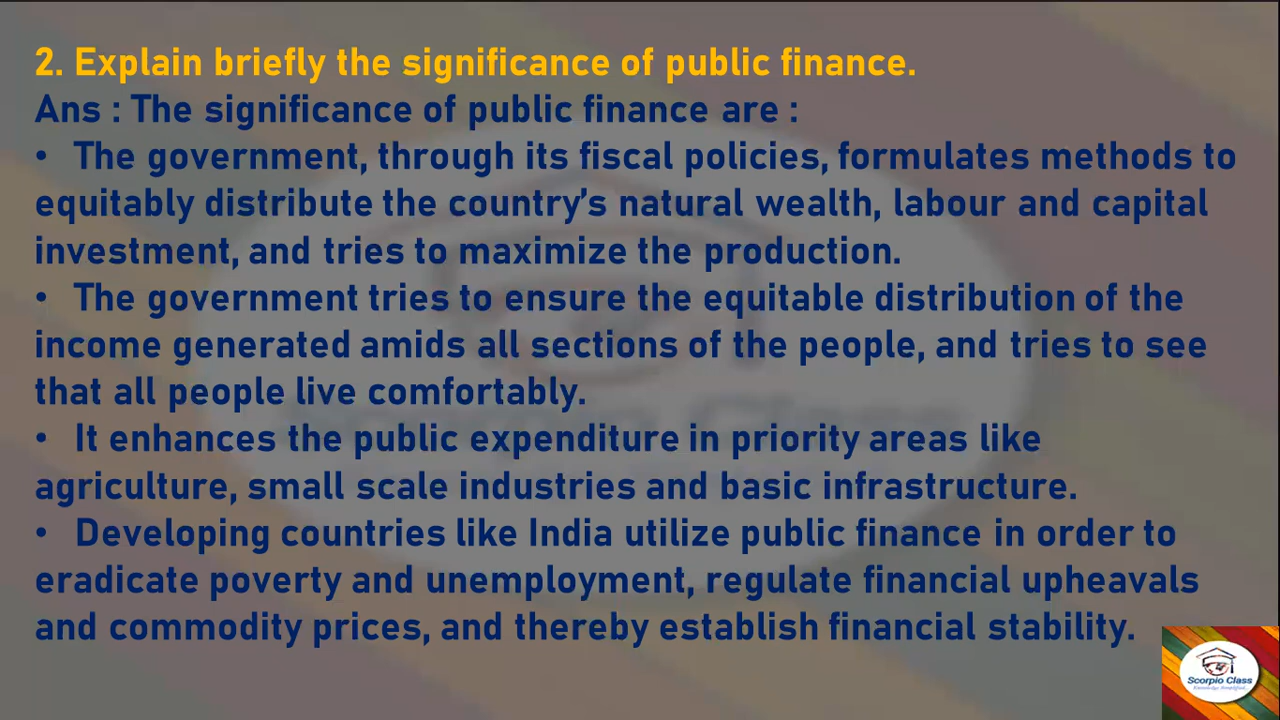 2. Explain briefly the significance of public finance.
Ans : The significance of public finance are :
• The government, through its fiscal policies, formulates methods to
equitably distribute the country's natural wealth, labour and capital
investment, and tries to maximize the production.
• The government tries to ensure the equitable distribution of the
income generated amids all sections of the people, and tries to see
that all people live comfortably.
• It enhances the public expenditure in priority areas like
agriculture, small scale industries and basic infrastructure.
• Developing countries like India utilize public finance in order to
eradicate poverty and unemployment, regulate financial upheavals
and commodity prices, and thereby establish financial stability.
Scorpio Class